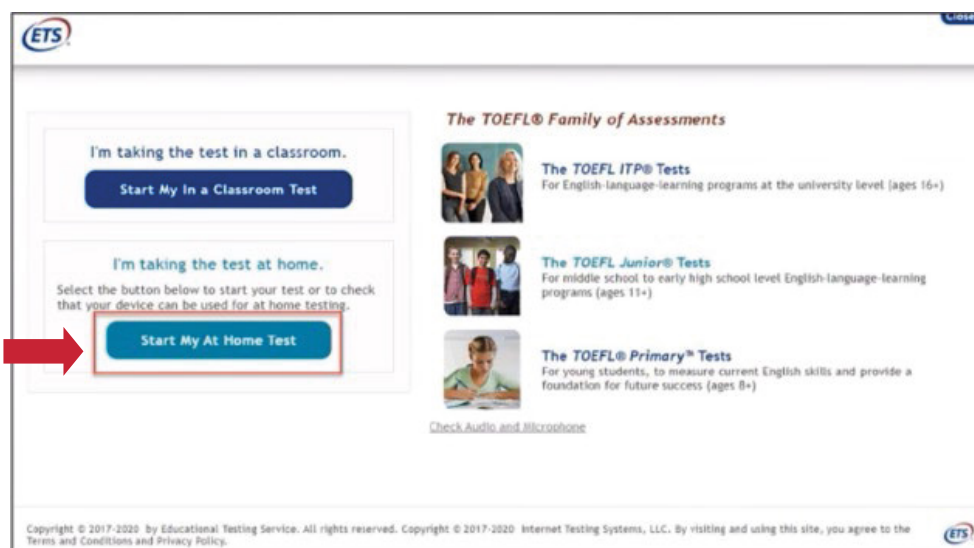 ETS
Close
I'm taking the test in a classroom.
Start My In a Classroom Test
I'm taking the test at home.
Select the button below to start your test or to check
that your device can be used for at home testing.
Start My At Home Test
The TOEFL® Family of Assessments
The TOEFL ITP® Tests
For English-language-learning programs at the university level (ages 16+)
The TOEFL Junior® Tests
For middle school to early high school level English-language-learning
programs (ages 11+)
The TOEFL® Primary™ Tests
For young students, to measure current English skills and provide a
foundation for future success (ages 8+)
Check Audio and Microphone
Copyright © 2017-2020 by Educational Testing Service. All rights reserved. Copyright © 2017-2020 Internet Testing Systems, LLC. By visiting and using this site, you agree to the
Terms and Conditions and Privacy Policy.
ETS